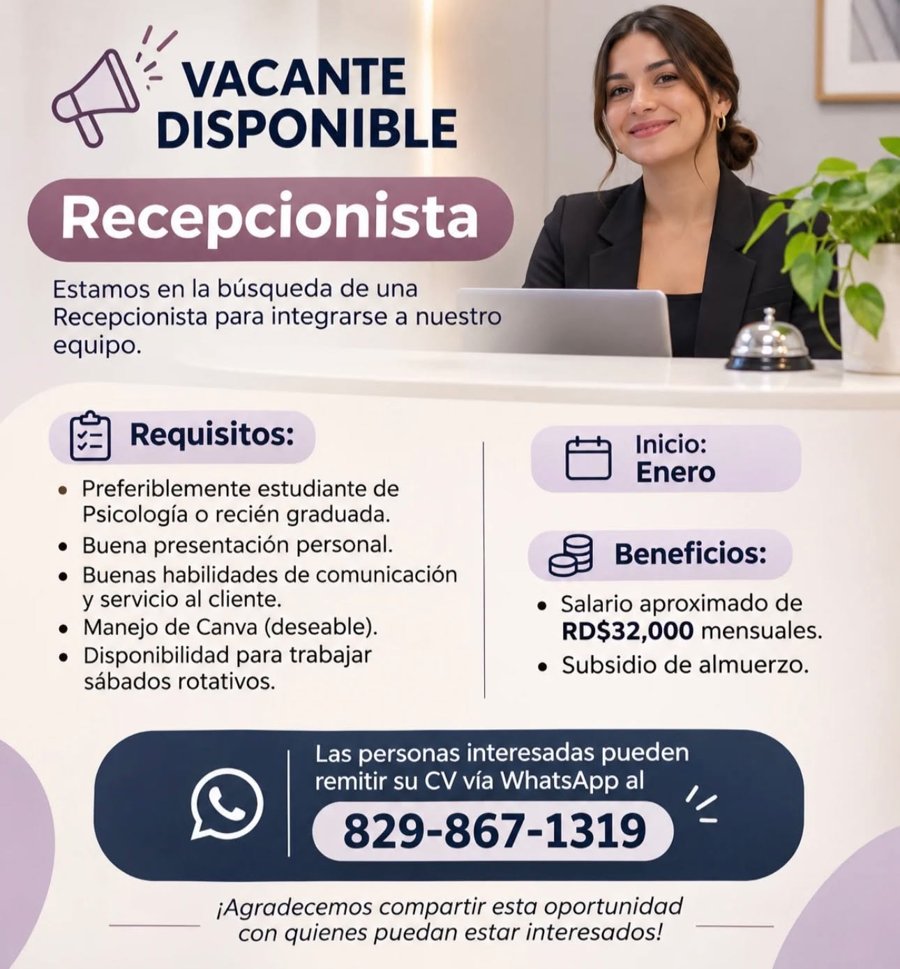 VACANTE
DISPONIBLE
Recepcionista
Estamos en la búsqueda de una
Recepcionista para integrarse a nuestro
equipo.
Requisitos:
• Preferiblemente estudiante de
Psicología o recién graduada.
• Buena presentación personal.
• Buenas habilidades de comunicación
y servicio al cliente.
• Manejo de Canva (deseable).
• Disponibilidad para trabajar
sábados rotativos.
Inicio:
Enero
Beneficios:
• Salario aproximado de
RD$32,000 mensuales.
• Subsidio de almuerzo.
Las personas interesadas pueden
remitir su CV vía WhatsApp al
829-867-1319
¡Agradecemos compartir esta oportunidad
con quienes puedan estar interesados!